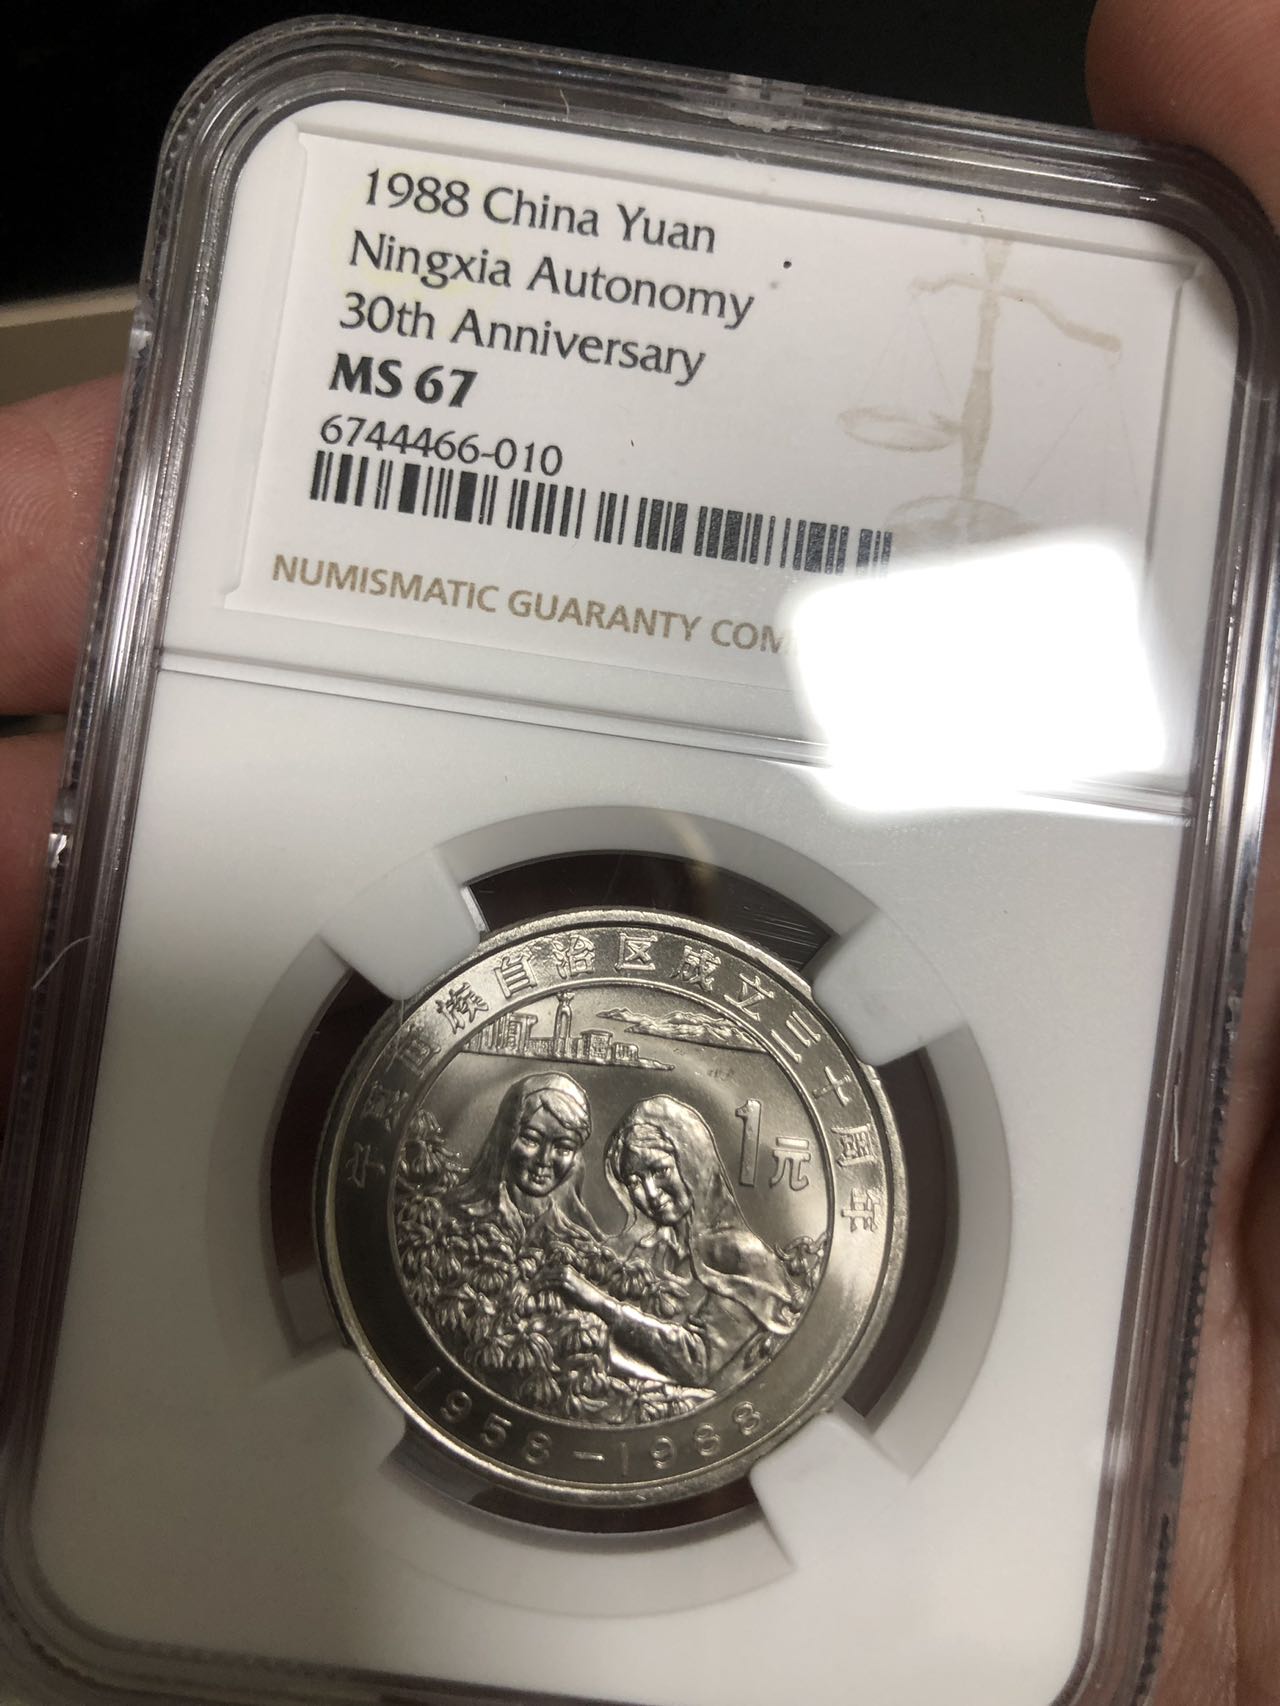 1988 China Yuan
Ningxia Autonomy
30th Anniversary
MS 67
6744466-010
NUMISMATIC GUARANTY COM
宁夏回族自治区成立三十周年
1元
1958-1988